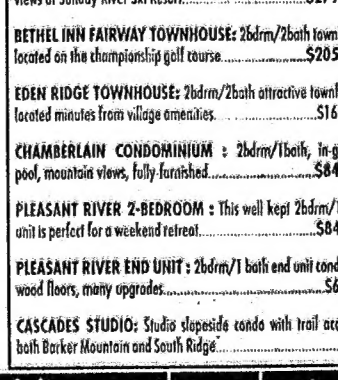 views of Sunday River Ski Resort
BETHEL INN FAIRWAY TOWNHOUSE: 2bdrm/2bath town
located on the championship golf course...............$205
EDEN RIDGE TOWNHOUSE: 2bdrm/2bath attractive town
located minutes from village amenities. ...............$16
CHAMBERLAIN CONDOMINIUM : 2bdrm/1bath, in-g
pool, mountain views, fully furnished...............$84
PLEASANT RIVER 2-BEDROOM : This well kept 2bdrm/1
unit is perfect for a weekend retreat...............$84
PLEASANT RIVER END UNIT : 2bdrm/1 bath end unit cond
wood floors, many upgrades...............$6
CASCADES STUDIO: Studio slopeside condo with trail acc
both Barker Mountain and South Ridge...............